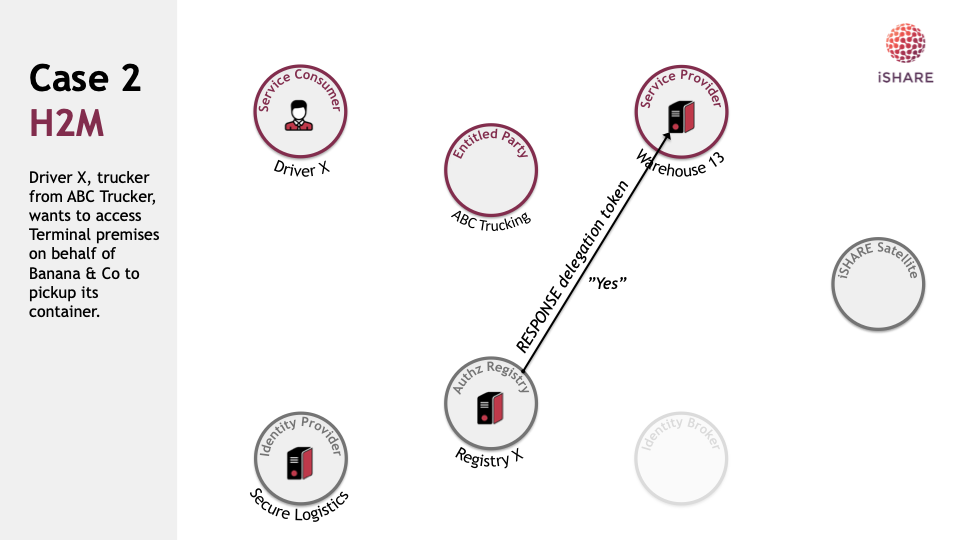 Case 2
H2M
Driver X, trucker
from ABC Trucker,
wants to access
Terminal premises
on behalf of
Banana & Co to
pickup its
container.
iSHARE
Service Consumer
Driver X
Entitled Party
ABC Trucking
Service Provider
Warehouse 13
RESPONSE delegation token
”Yes”
iSHARE Satellite
Authz Registry
Registry X
Identity Provider
Secure Logistics
Identity Broker